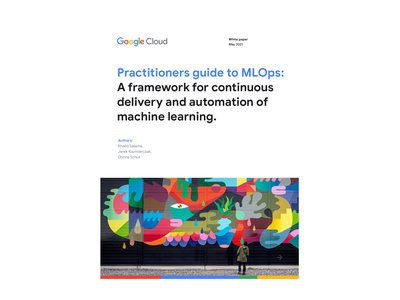 Google Cloud
White paper
May 2021
Practitioners guide to MLOps:
A framework for continuous
delivery and automation of
machine learning.
Authors:
Khalid Salama,
Jarek Kazmierczak,
Donna Schut